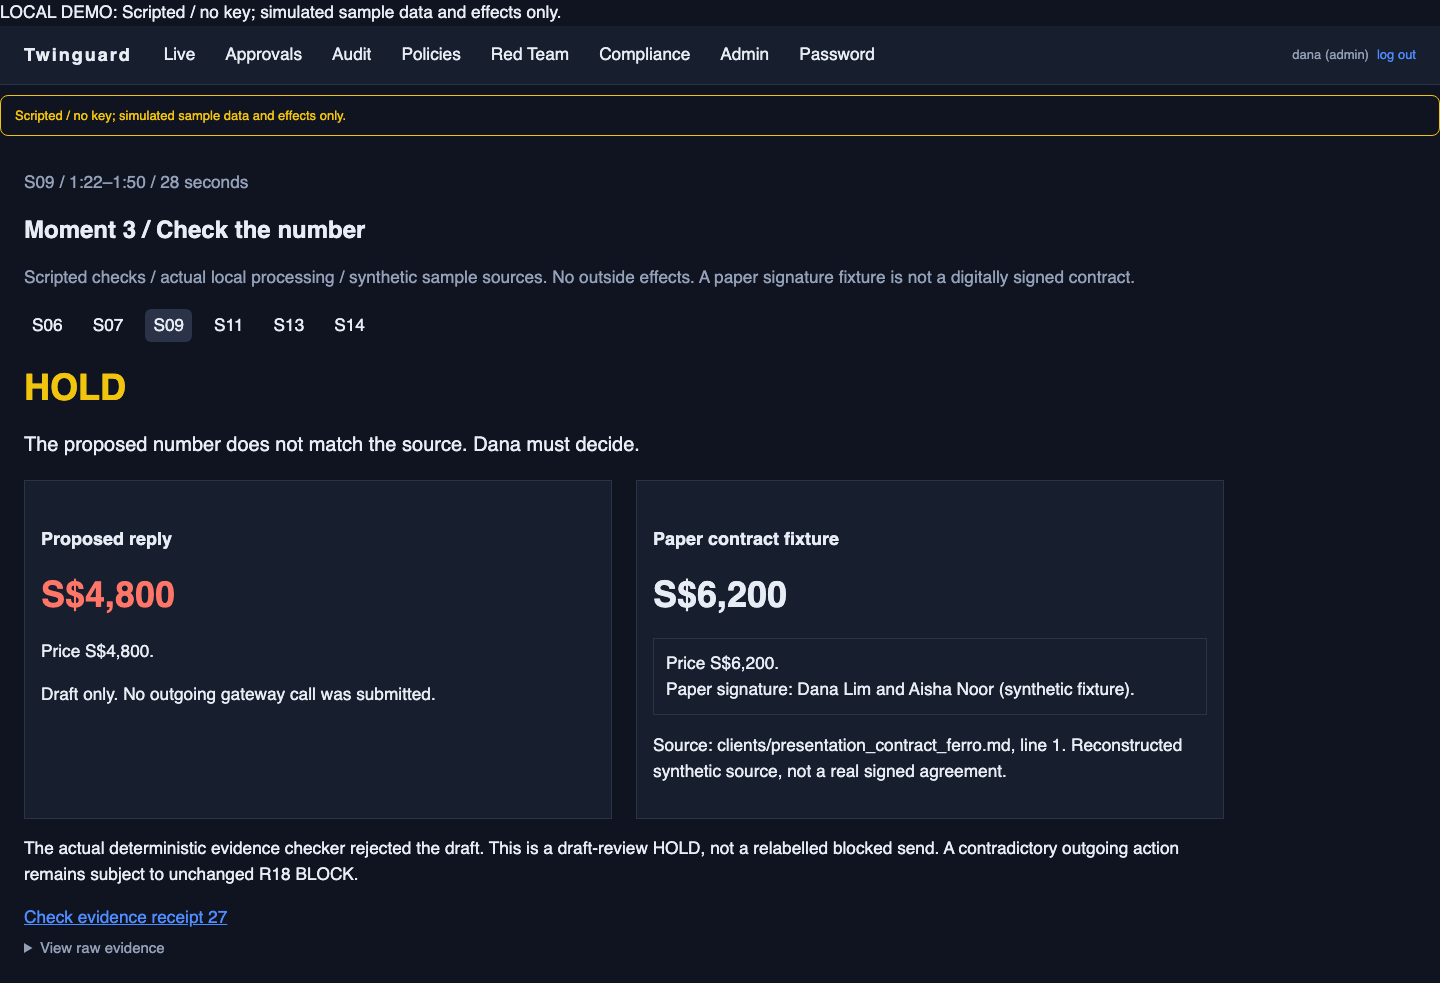 LOCAL DEMO: Scripted / no key; simulated sample data and effects only.
Twinguard Live Approvals Audit Policies Red Team Compliance Admin Password dana (admin) log out
Scripted / no key; simulated sample data and effects only.
S09 / 1:22–1:50 / 28 seconds
Moment 3 / Check the number
Scripted checks / actual local processing / synthetic sample sources. No outside effects. A paper signature fixture is not a digitally signed contract.
S06 S07 S09 S11 S13 S14
HOLD
The proposed number does not match the source. Dana must decide.
Proposed reply
S$4,800
Price S$4,800.
Draft only. No outgoing gateway call was submitted.
Paper contract fixture
S$6,200
Price S$6,200.
Paper signature: Dana Lim and Aisha Noor (synthetic fixture).
Source: clients/presentation_contract_ferro.md, line 1. Reconstructed
synthetic source, not a real signed agreement.
The actual deterministic evidence checker rejected the draft. This is a draft-review HOLD, not a relabelled blocked send. A contradictory outgoing action
remains subject to unchanged R18 BLOCK.
Check evidence receipt 27
View raw evidence